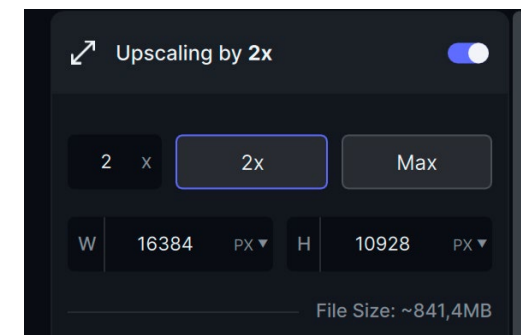 Upscaling by 2x
2 x 2x Max
W 16384 PX H 10928 PX
File Size: ~841,4MB